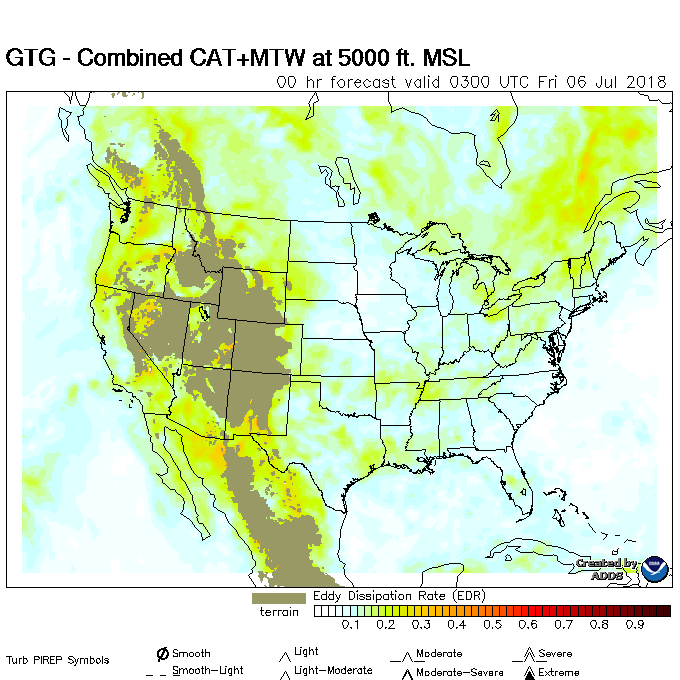 GTG - Combined CAT+MTW at 5000 ft. MSL
00 hr forecast valid 0300 UTC Fri 06 Jul 2018
Created by
ADDS
Eddy Dissipation Rate (EDR)
terrain
0.1 0.2 0.3 0.4 0.5 0.6 0.7 0.8 0.9
Turb PIREP Symbols
Smooth Light Moderate Severe
Smooth-Light Light-Moderate Moderate-Severe Extreme